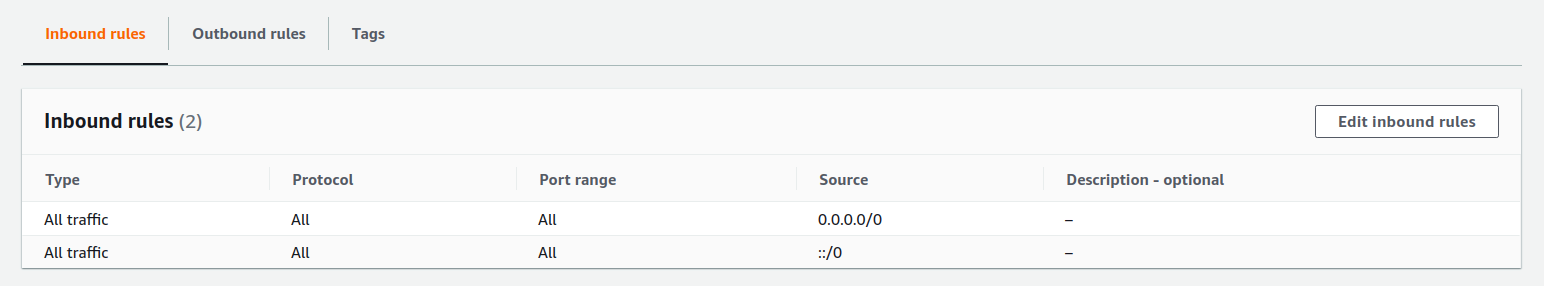 Inbound rules Outbound rules Tags
Inbound rules (2) Edit inbound rules
Type Protocol Port range Source Description - optional
All traffic All All 0.0.0.0/0 –
All traffic All All ::/0 –